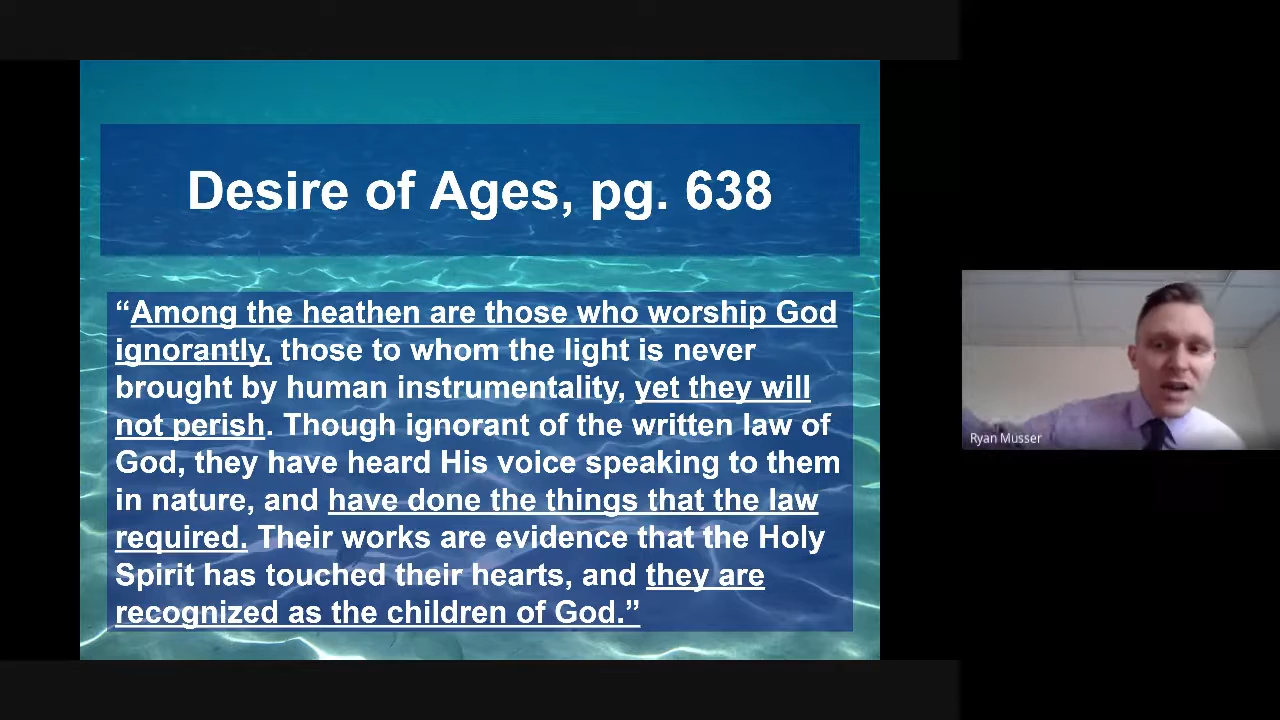 Desire of Ages, pg. 638
“Among the heathen are those who worship God
ignorantly, those to whom the light is never
brought by human instrumentality, yet they will
not perish. Though ignorant of the written law of
God, they have heard His voice speaking to them
in nature, and have done the things that the law
required. Their works are evidence that the Holy
Spirit has touched their hearts, and they are
recognized as the children of God.”
Ryan Musser